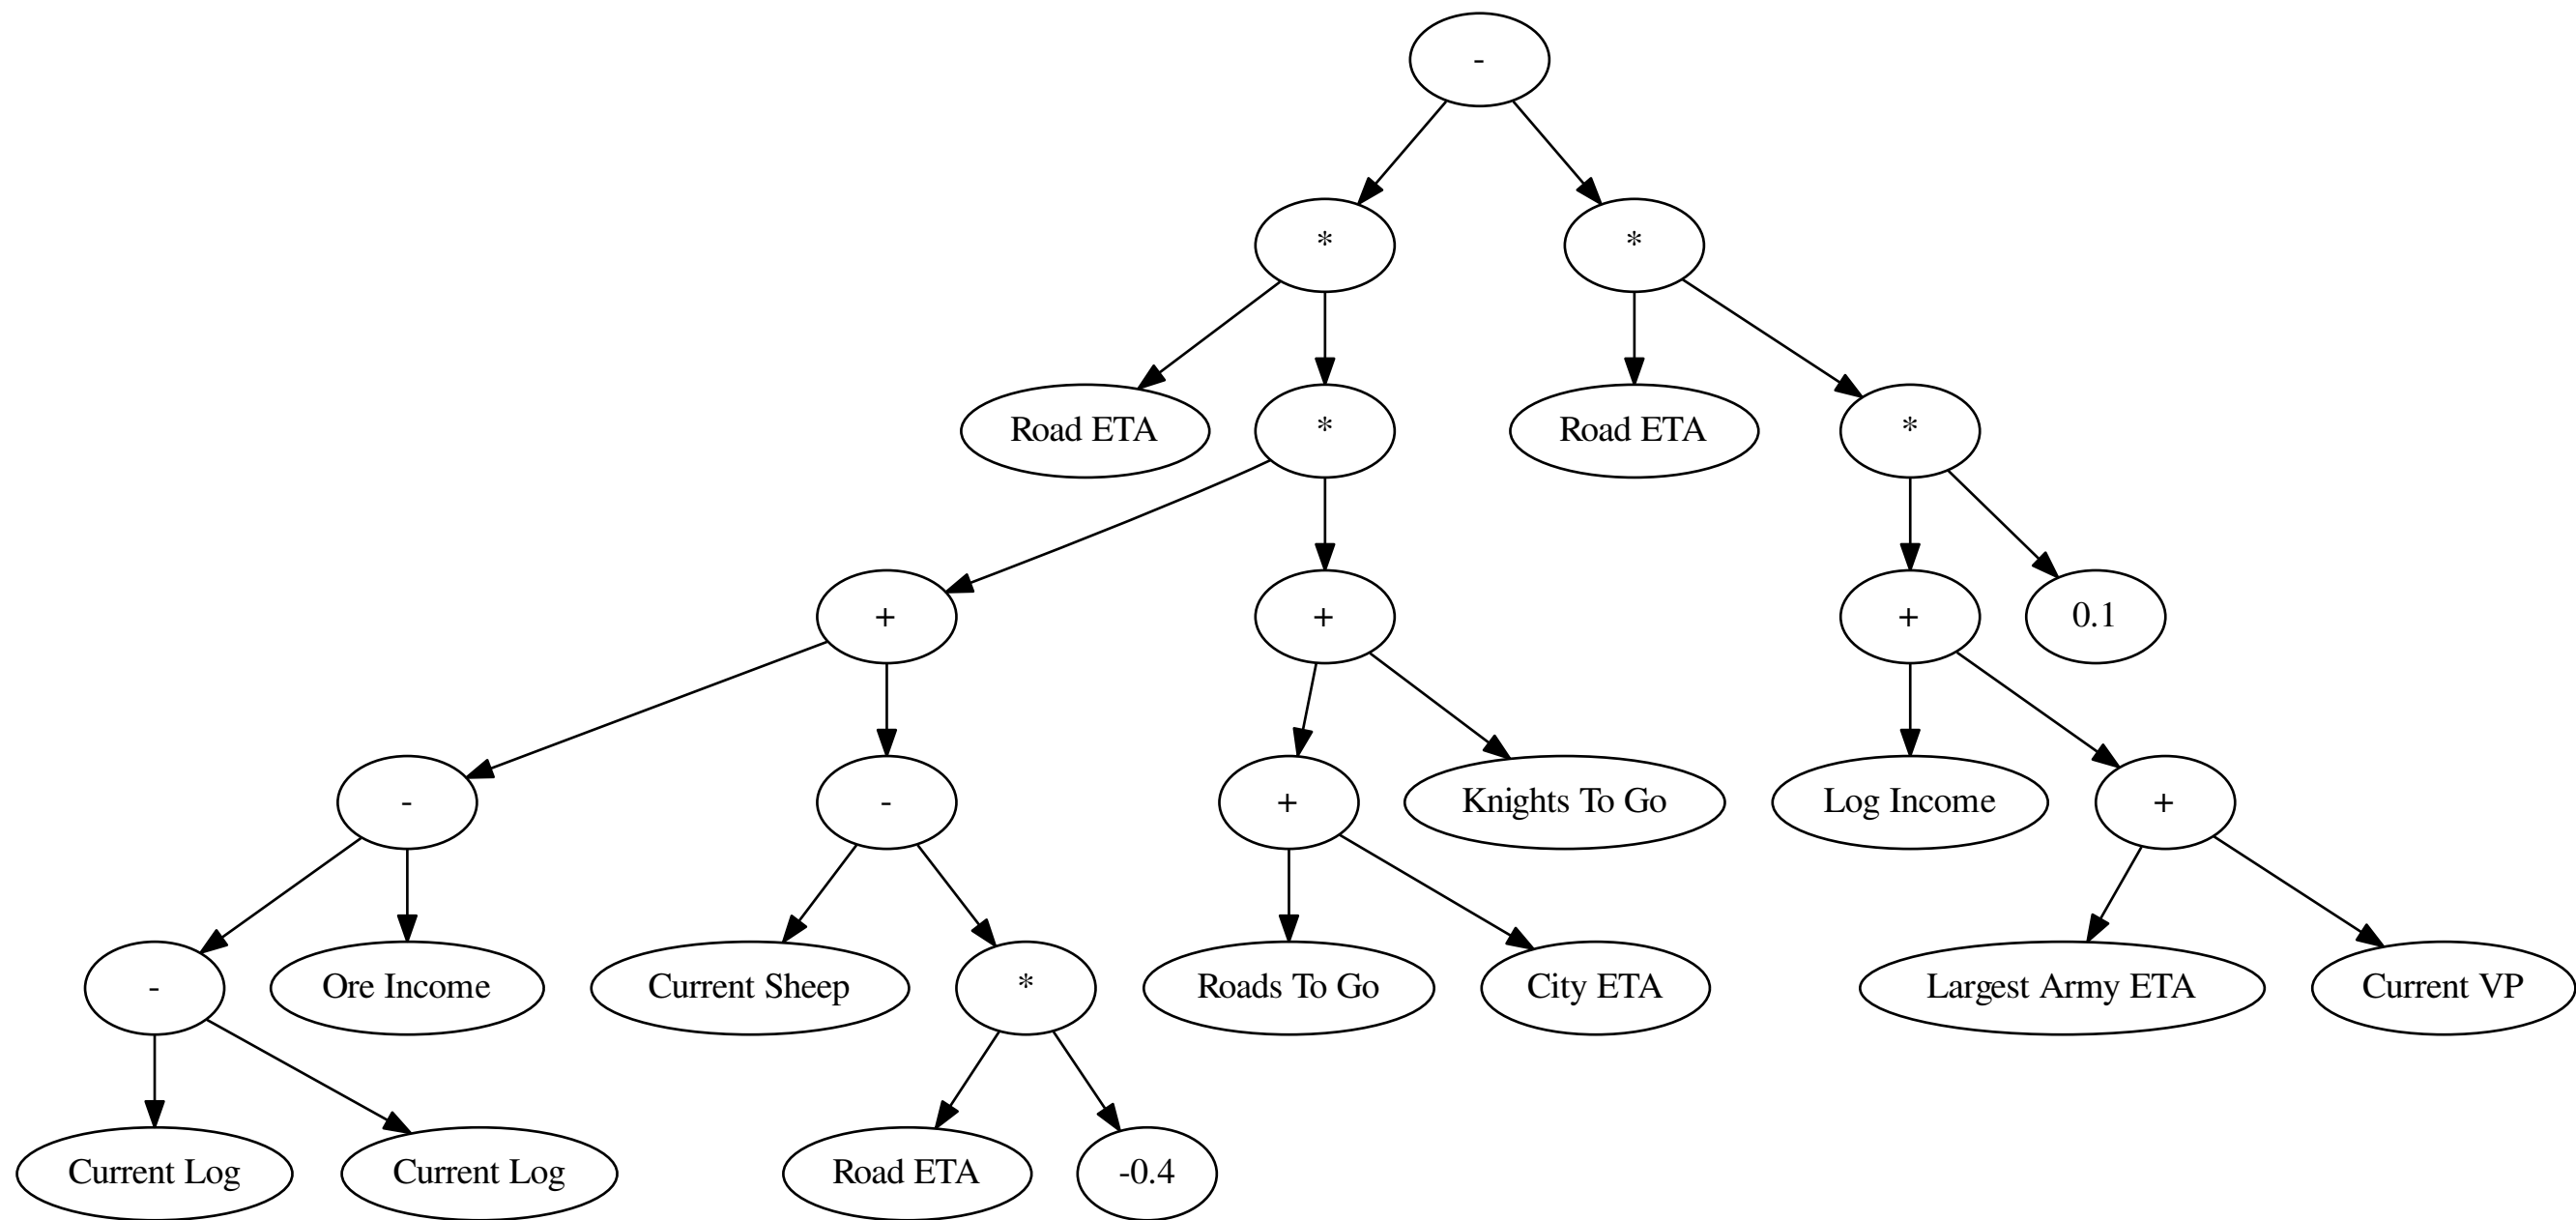 -
*
*
Road ETA
*
Road ETA
*
+
+
+
0.1
-
-
+
Knights To Go
Log Income
+
-
Ore Income
Current Sheep
*
Roads To Go
City ETA
Largest Army ETA
Current VP
Current Log
Current Log
Road ETA
-0.4